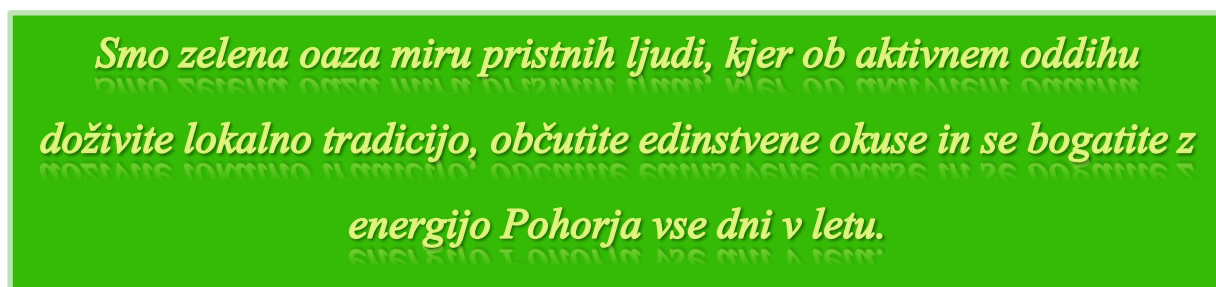 Smo zelena oaza miru pristnih ljudi, kjer ob aktivnem oddihu
doživite lokalno tradicijo, občutite edinstvene okuse in se bogatite z
energijo Pohorja vse dni v letu.